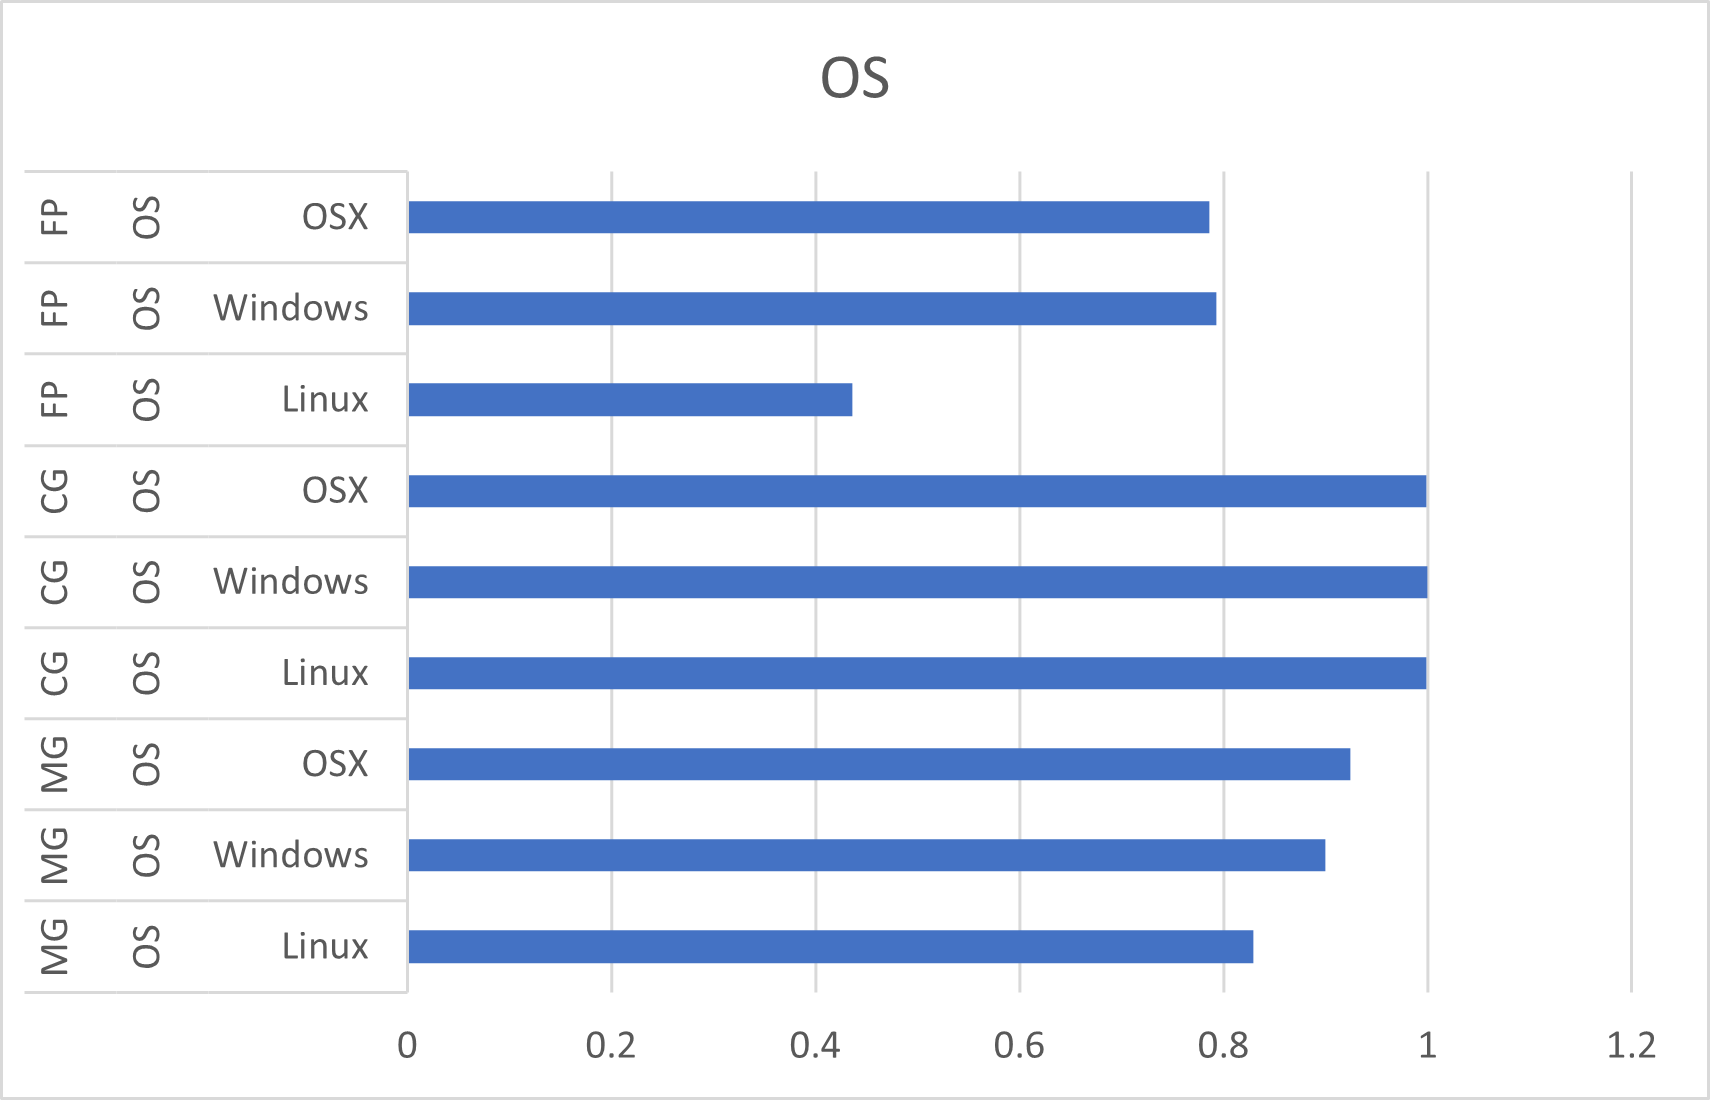 OS
FP OS OSX
FP OS Windows
FP OS Linux
CG OS OSX
CG OS Windows
CG OS Linux
MG OS OSX
MG OS Windows
MG OS Linux
0 0.2 0.4 0.6 0.8 1 1.2